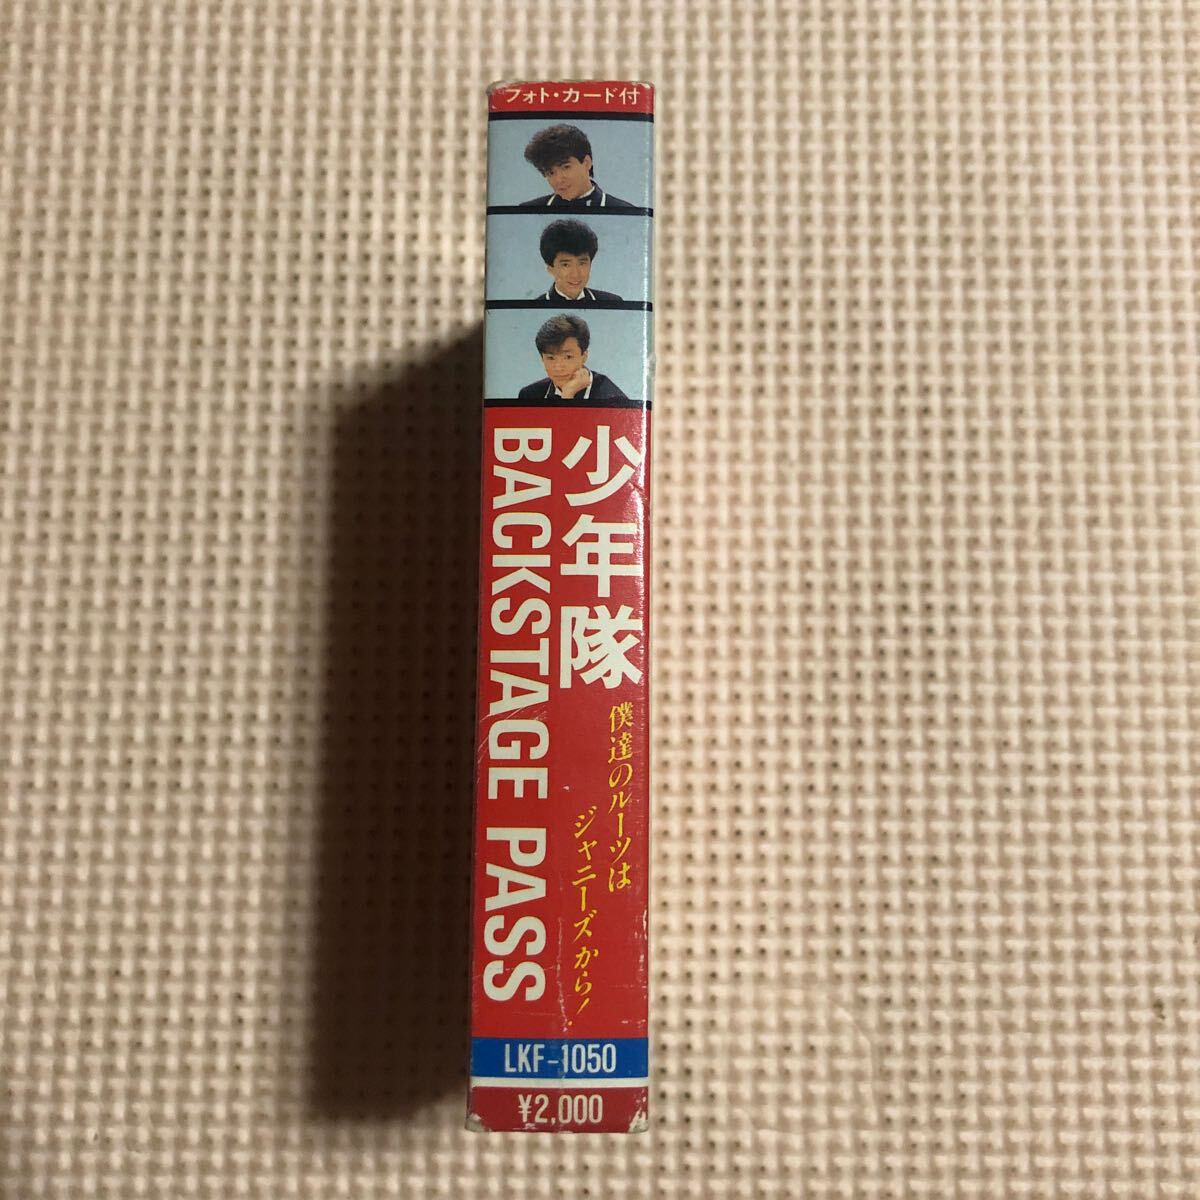 フォト・カード付
少年隊
BACKSTAGE PASS
僕達のルーツは
ジャニーズから!
LKF-1050
¥2,000